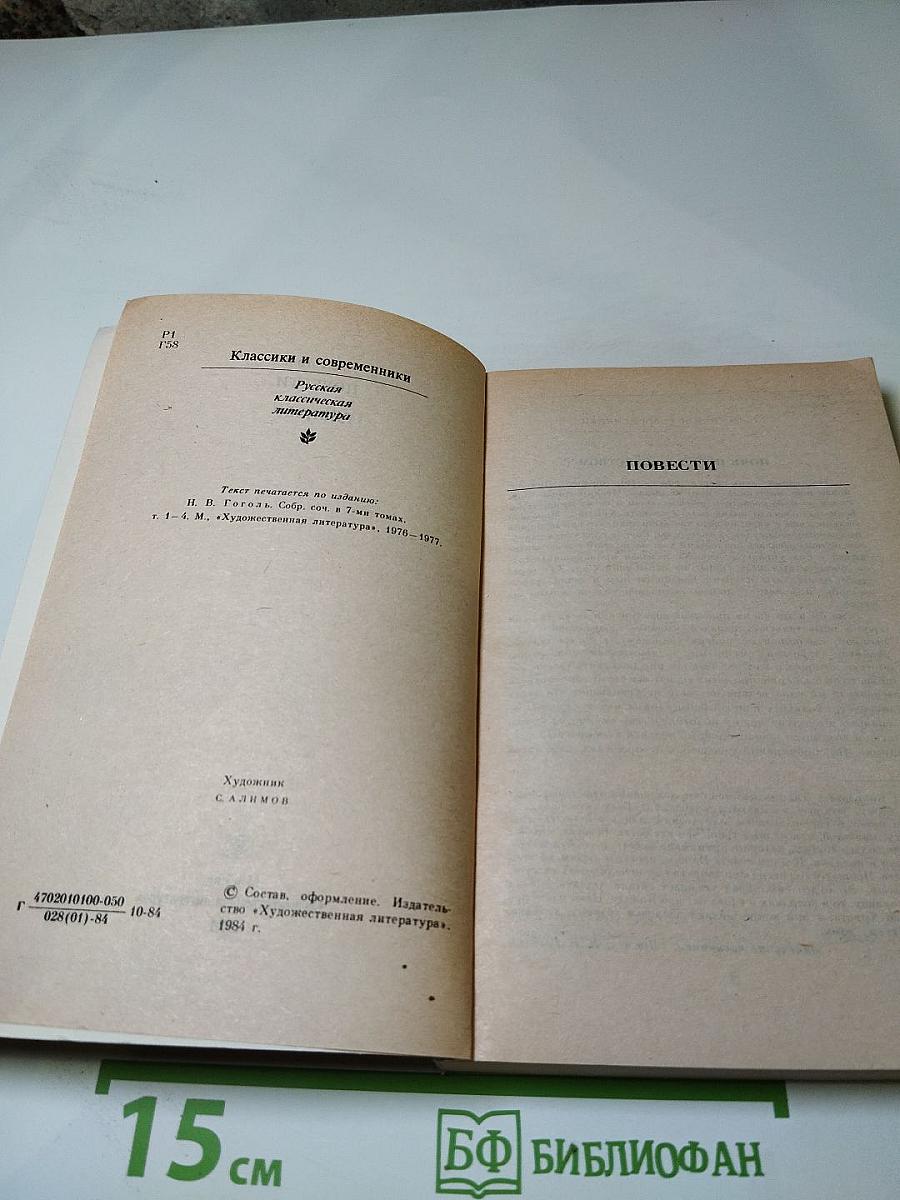 Р1
Г58
Классики и современники
Русская
классическая
литература
Текст печатается по изданию:
Н. В. Гоголь. Собр. соч. в 7-ми томах,
т. 1—4. М., «Художественная литература», 1976—1977.
Художник
С. АЛИМОВ
Г 4702010100-050
028(01)-84 10-84
© Состав, оформление. Издатель-
ство «Художественная литература»,
1984 г.
ПОВЕСТИ
15 см
БФ БИБЛИОФАН